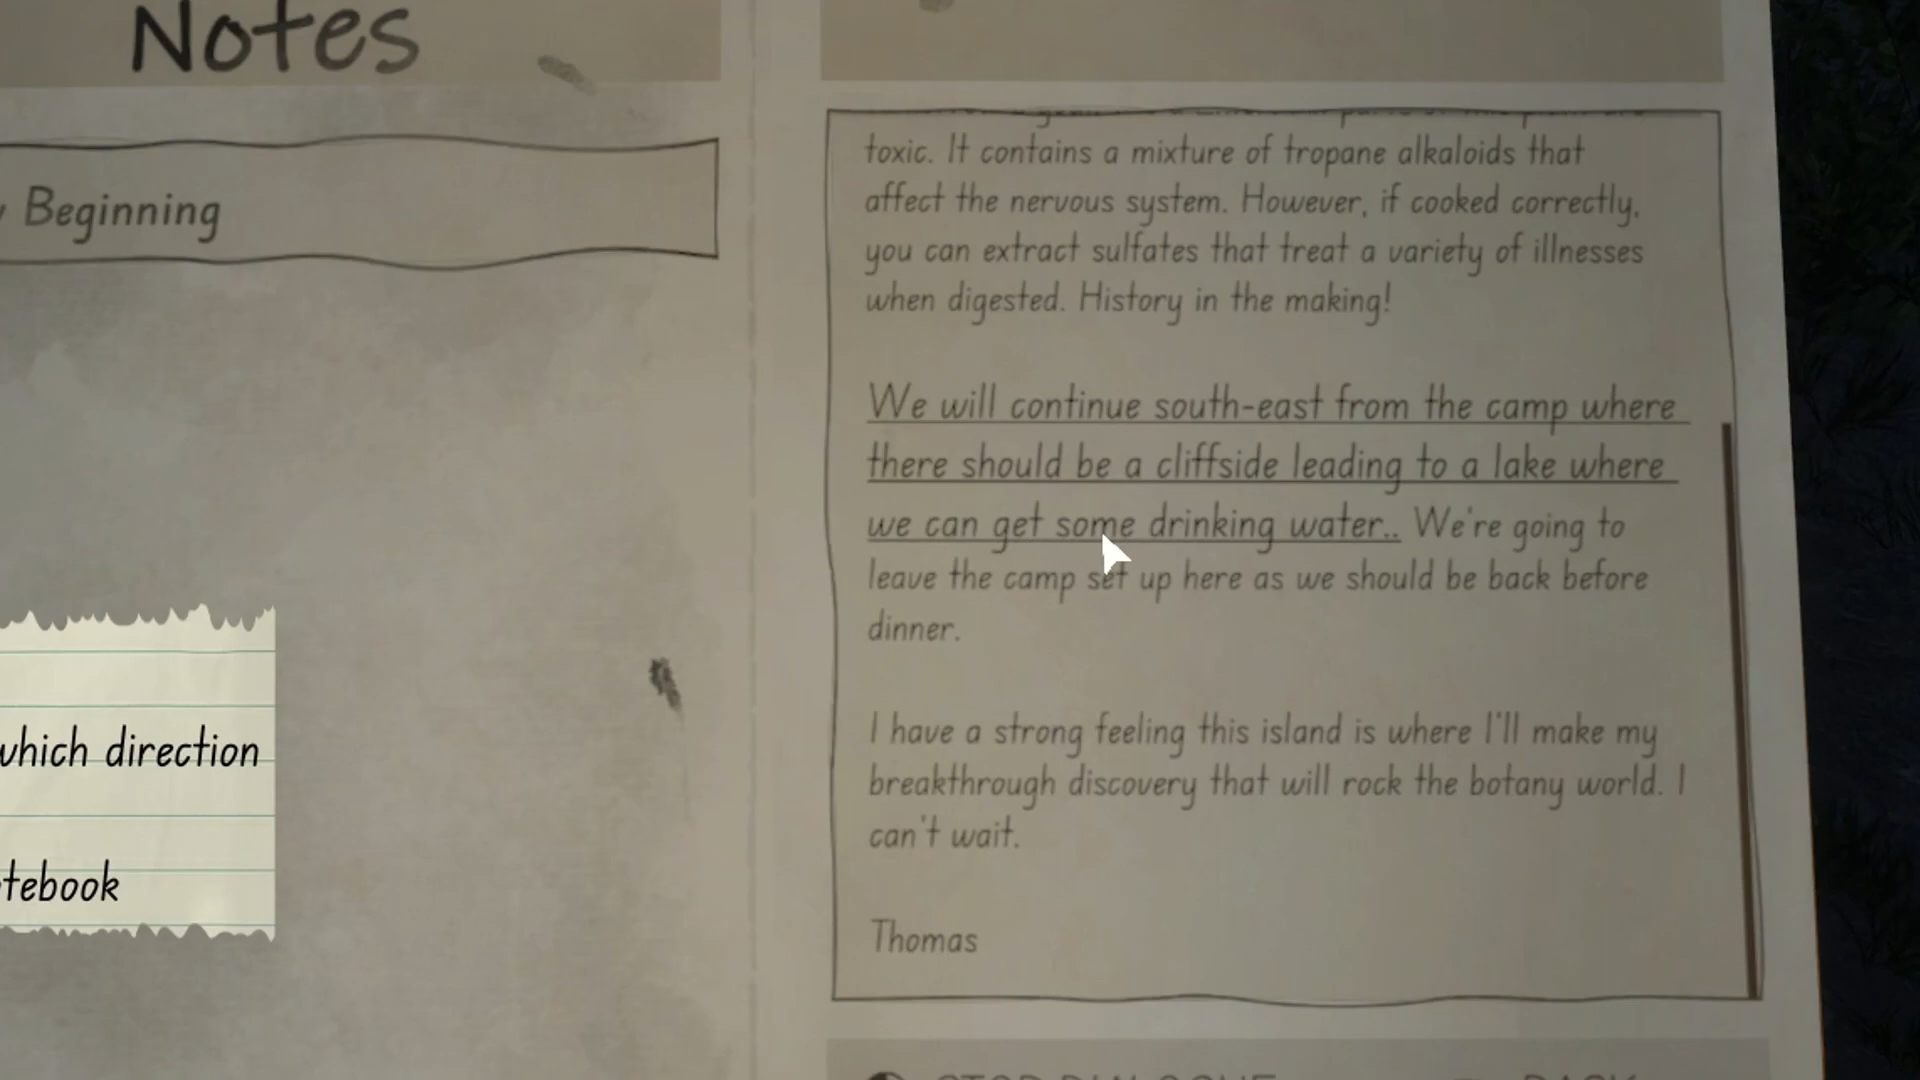 Notes
Beginning
which direction
tebook
toxic. It contains a mixture of tropane alkaloids that
affect the nervous system. However, if cooked correctly,
you can extract sulfates that treat a variety of illnesses
when digested. History in the making!
We will continue south-east from the camp where
there should be a cliffside leading to a lake where
we can get some drinking water.. We're going to
leave the camp set up here as we should be back before
dinner.
I have a strong feeling this island is where I'll make my
breakthrough discovery that will rock the botany world. I
can't wait.
Thomas